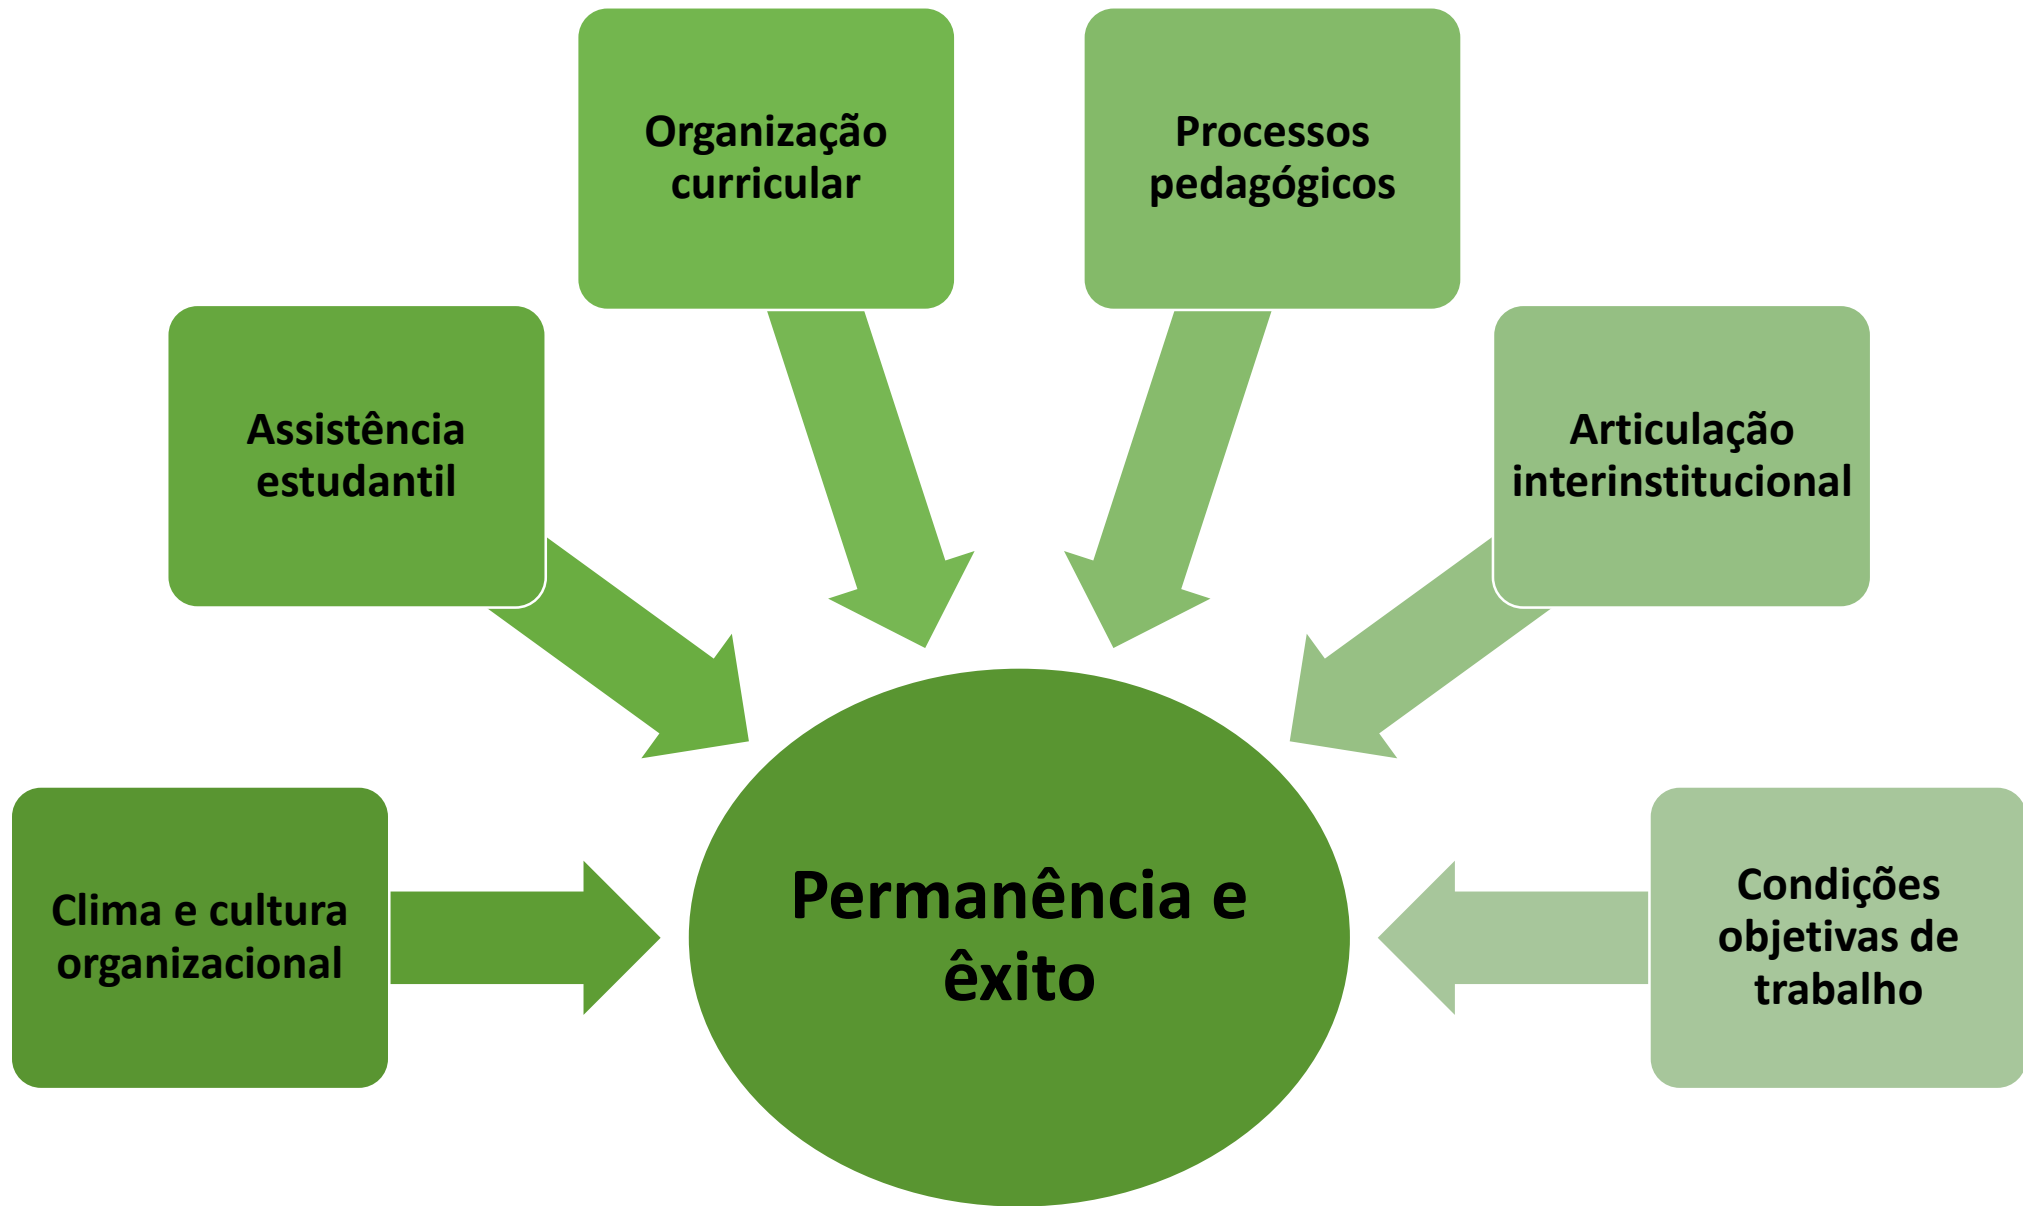 Organização
curricular
Processos
pedagógicos
Assistência
estudantil
Articulação
interinstitucional
Clima e cultura
organizacional
Permanência e
êxito
Condições
objetivas de
trabalho